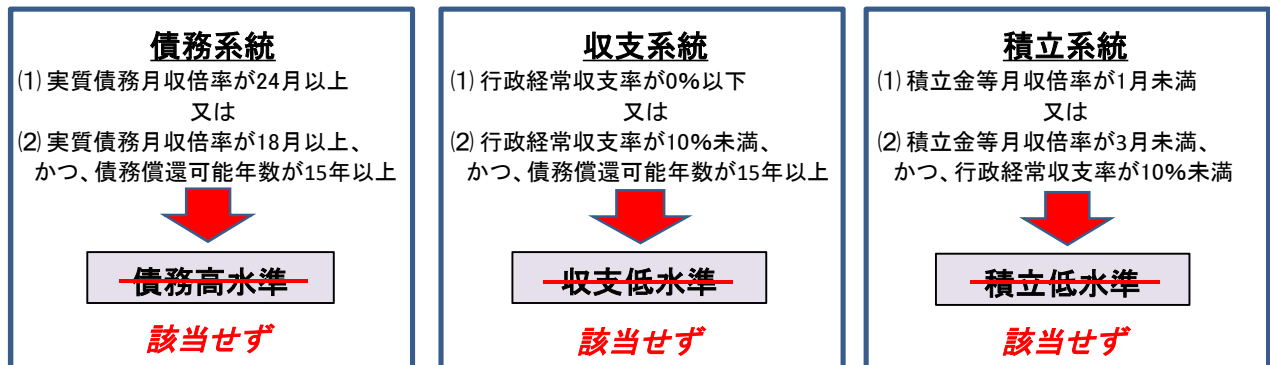 債務系統
⑴ 実質債務月収倍率が24月以上
又は
⑵ 実質債務月収倍率が18月以上、
かつ、債務償還可能年数が15年以上
債務高水準
該当せず
収支系統
⑴ 行政経常収支率が0%以下
又は
⑵ 行政経常収支率が10%未満、
かつ、債務償還可能年数が15年以上
収支低水準
該当せず
積立系統
⑴ 積立金等月収倍率が1月未満
又は
⑵ 積立金等月収倍率が3月未満、
かつ、行政経常収支率が10%未満
積立低水準
該当せず